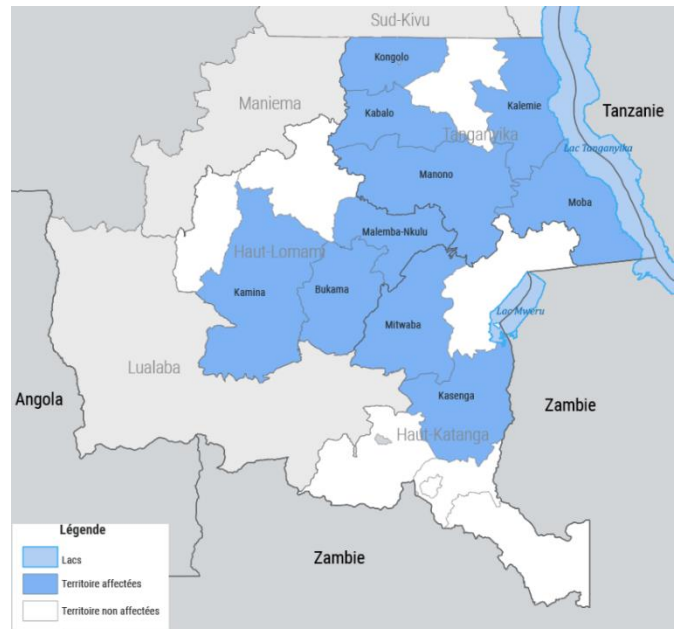 Sud-Kivu
Kongolo
Maniema
Kalemie
Tanzanie
Kabalo
Tanganyika
Lac Tanganyika
Manono
Moba
Malemba-Nkulu
Haut-Lomami
Kamina
Bukama
Mitwaba
Lac Mweru
Lualaba
Angola
Kasenga
Zambie
Haut-Katanga
Zambie
Légende
Lacs
Territoire affectées
Territoire non affectées